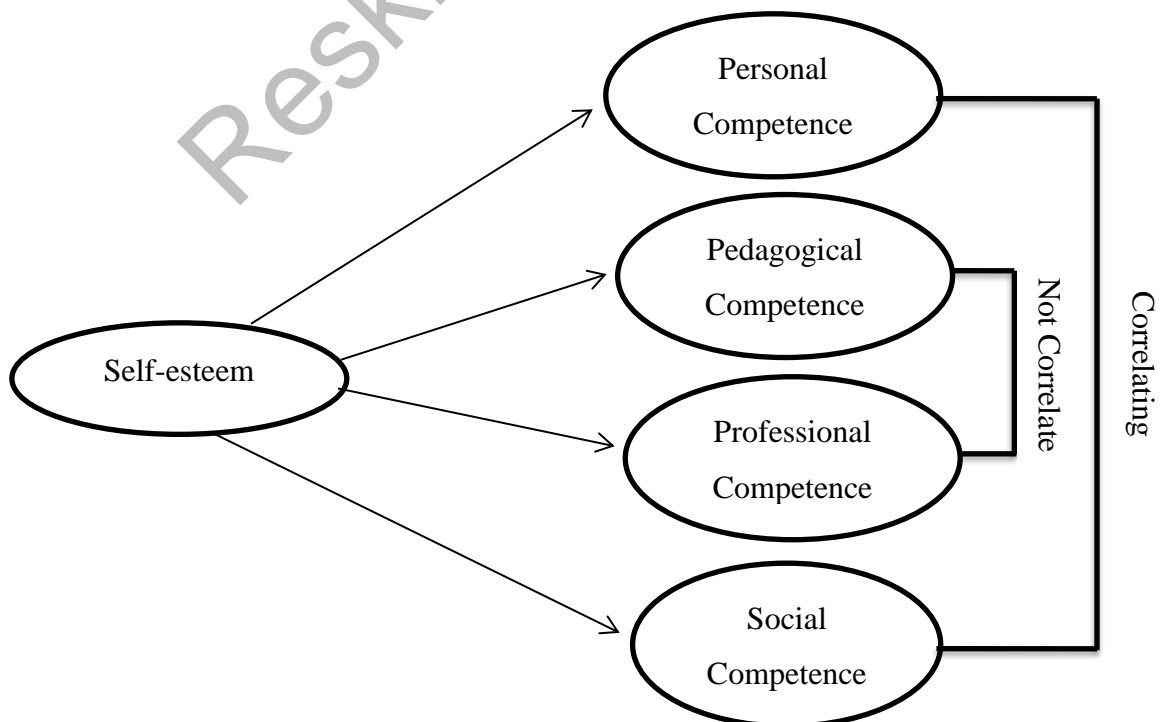 Personal
Competence
Pedagogical
Competence
Self-esteem
Professional
Competence
Social
Competence
Not Correlate
Correlating